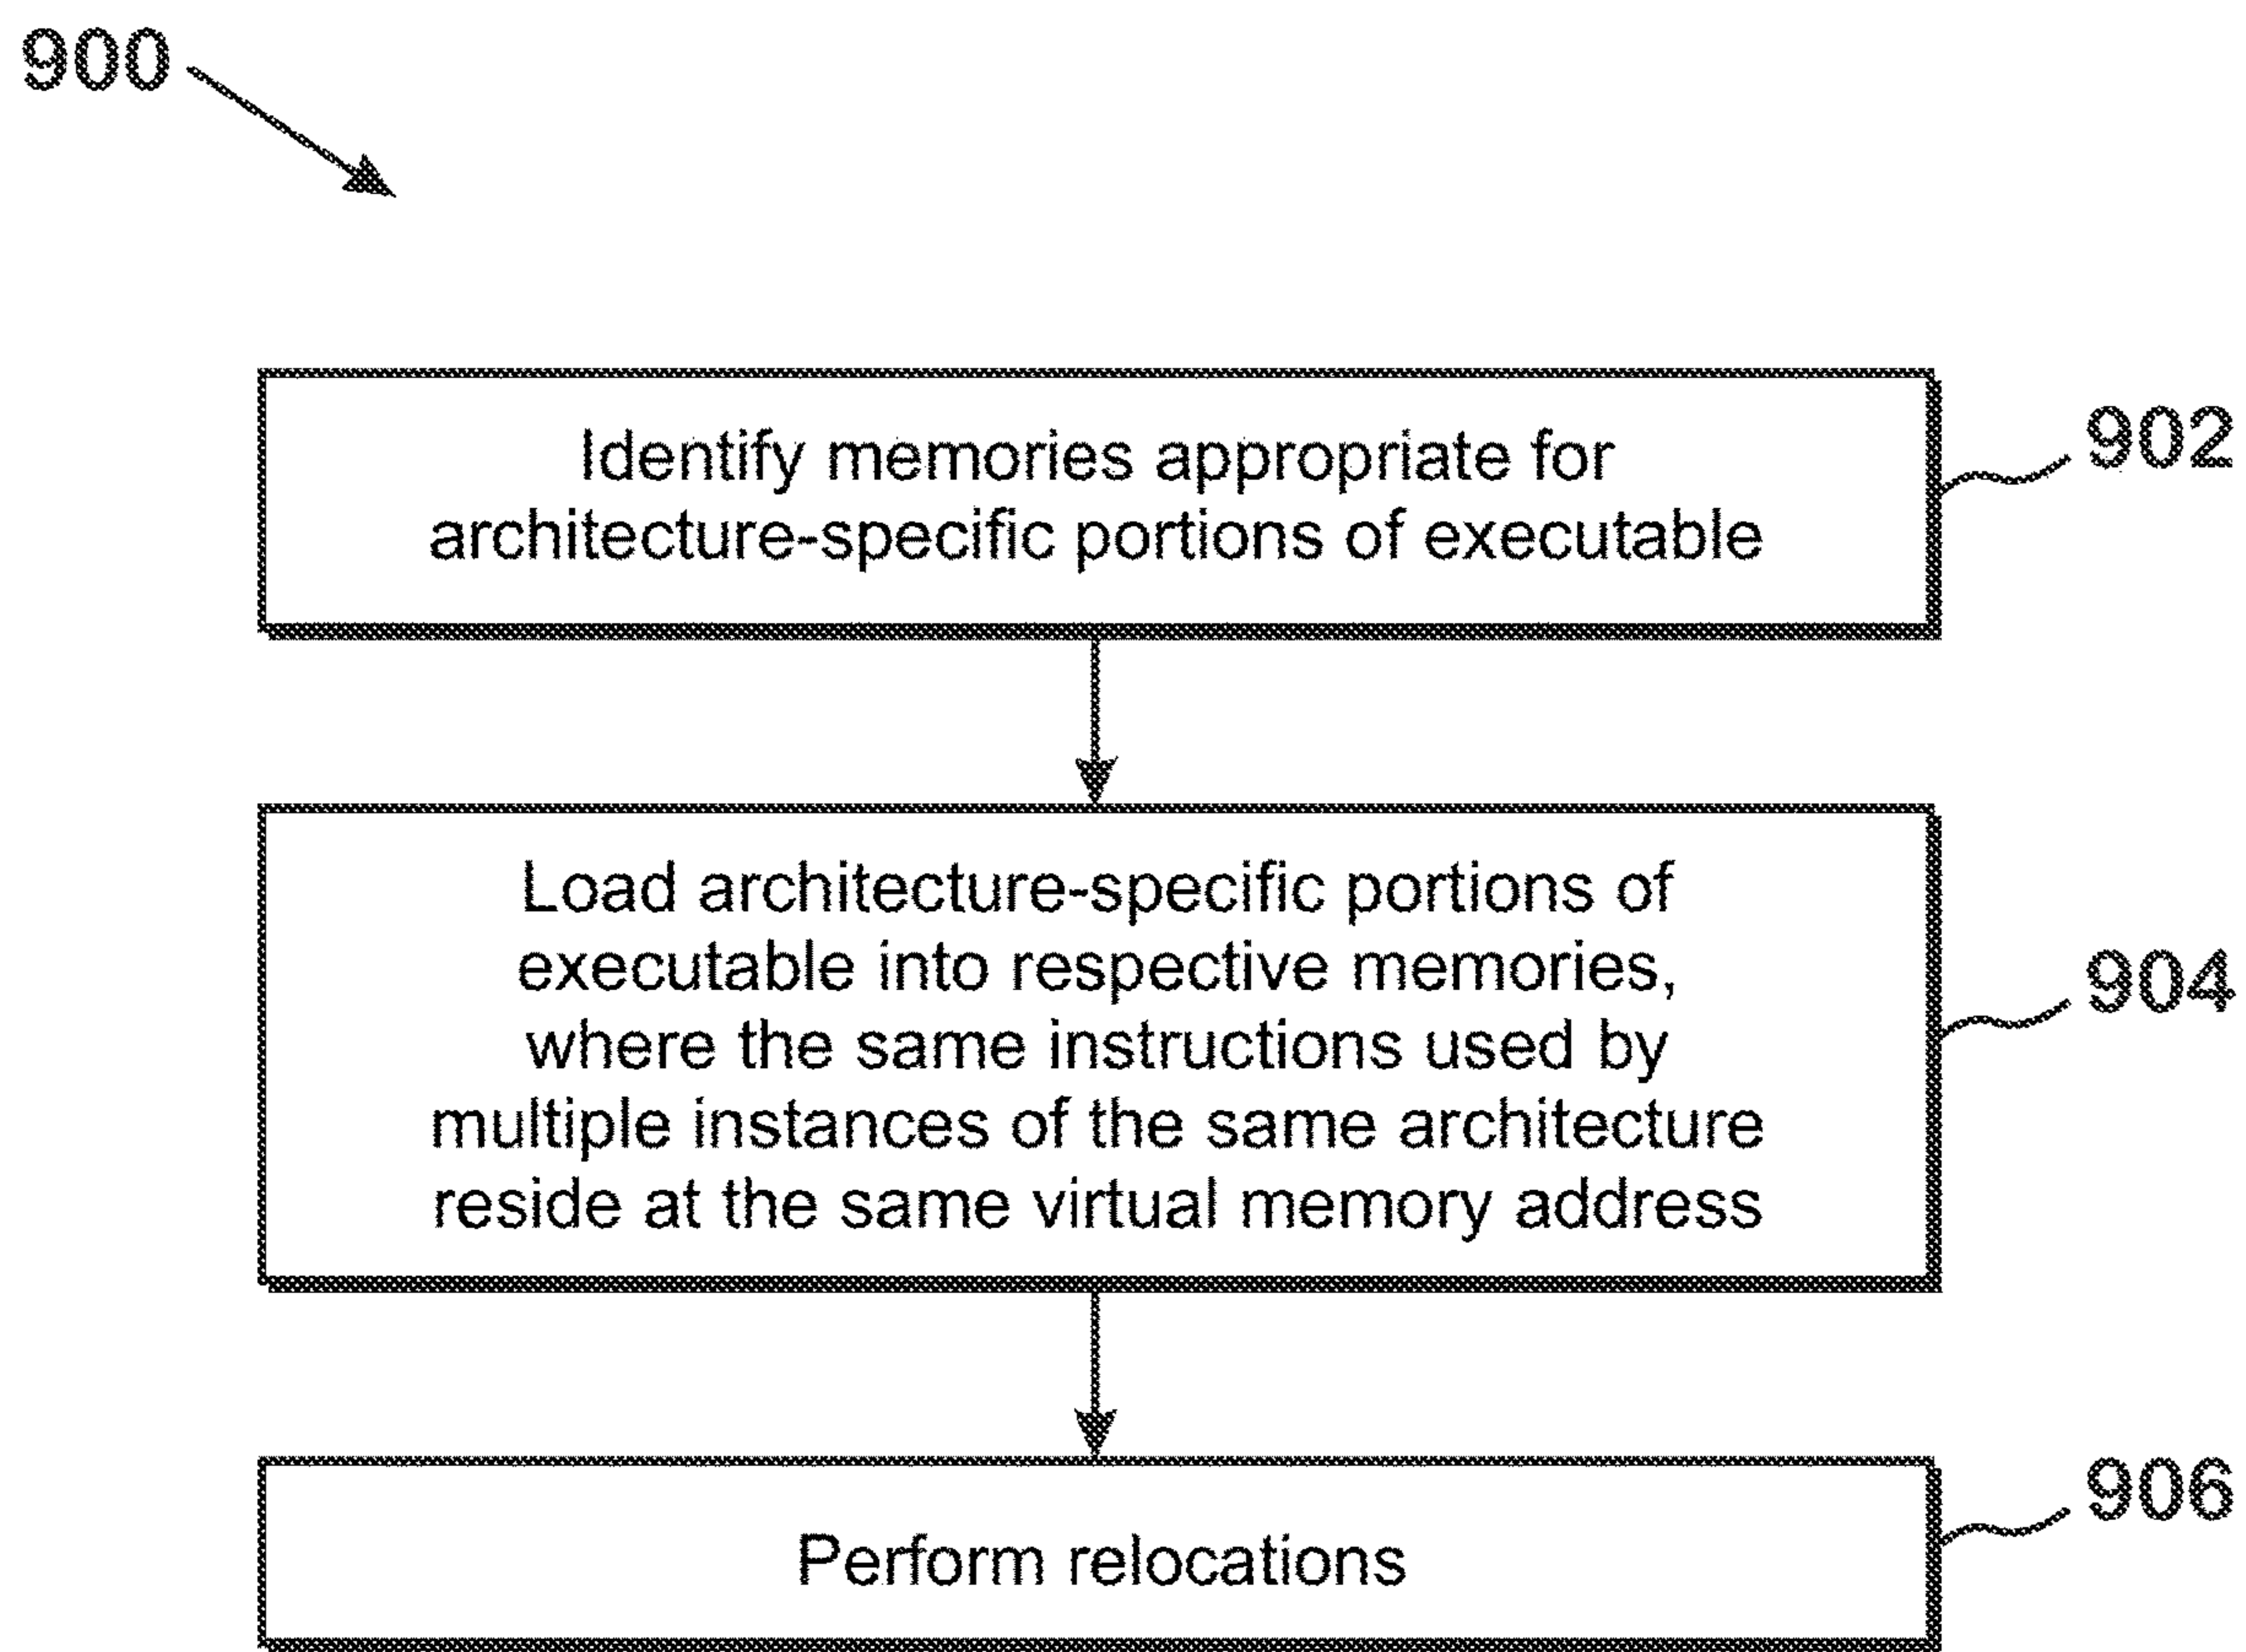 900
Identify memories appropriate for
architecture-specific portions of executable
902
Load architecture-specific portions of
executable into respective memories,
where the same instructions used by
multiple instances of the same architecture
reside at the same virtual memory address
904
Perform relocations
906